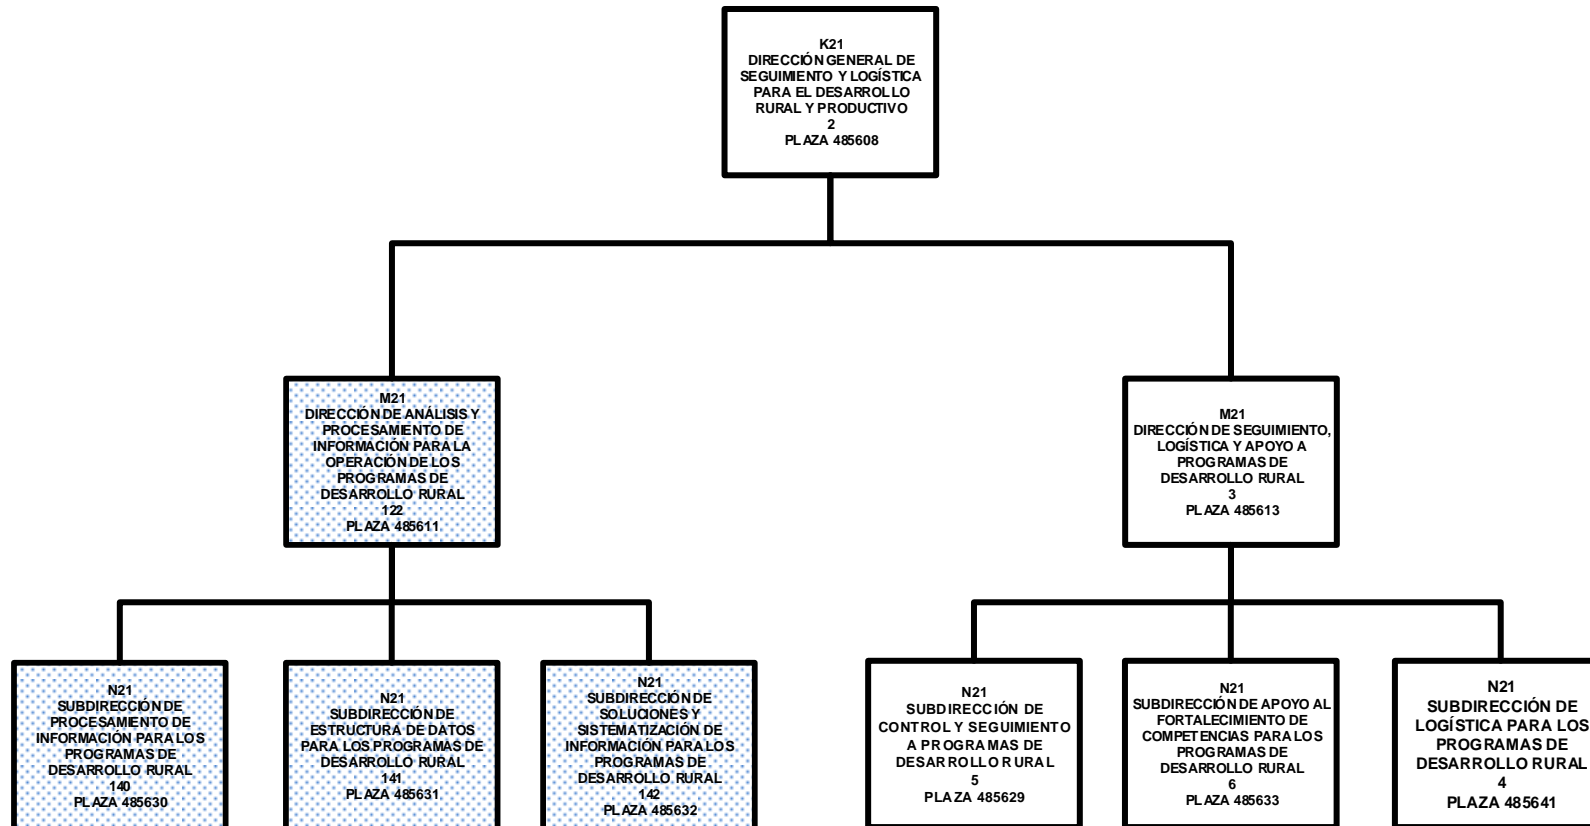 K21
DIRECCIÓN GENERAL DE
SEGUIMIENTO Y LOGÍSTICA
PARA EL DESARROLLO
RURAL Y PRODUCTIVO
2
PLAZA 485608
M21
DIRECCIÓN DE ANÁLISIS Y
PROCESAMIENTO DE
INFORMACIÓN PARA LA
OPERACIÓN DE LOS
PROGRAMAS DE
DESARROLLO RURAL
122
PLAZA 485611
M21
DIRECCIÓN DE SEGUIMIENTO,
LOGÍSTICA Y APOYO A
PROGRAMAS DE
DESARROLLO RURAL
3
PLAZA 485613
N21
SUBDIRECCIÓN DE
PROCESAMIENTO DE
INFORMACIÓN PARA LOS
PROGRAMAS DE
DESARROLLO RURAL
140
PLAZA 485630
N21
SUBDIRECCIÓN DE
ESTRUCTURA DE DATOS
PARA LOS PROGRAMAS DE
DESARROLLO RURAL
141
PLAZA 485631
N21
SUBDIRECCIÓN DE
SOLUCIONES Y
SISTEMATIZACIÓN DE
INFORMACIÓN PARA LOS
PROGRAMAS DE
DESARROLLO RURAL
142
PLAZA 485632
N21
SUBDIRECCIÓN DE
CONTROL Y SEGUIMIENTO
A PROGRAMAS DE
DESARROLLO RURAL
5
PLAZA 485629
N21
SUBDIRECCIÓN DE APOYO AL
FORTALECIMIENTO DE
COMPETENCIAS PARA LOS
PROGRAMAS DE
DESARROLLO RURAL
6
PLAZA 485633
N21
SUBDIRECCIÓN DE
LOGÍSTICA PARA LOS
PROGRAMAS DE
DESARROLLO RURAL
4
PLAZA 485641